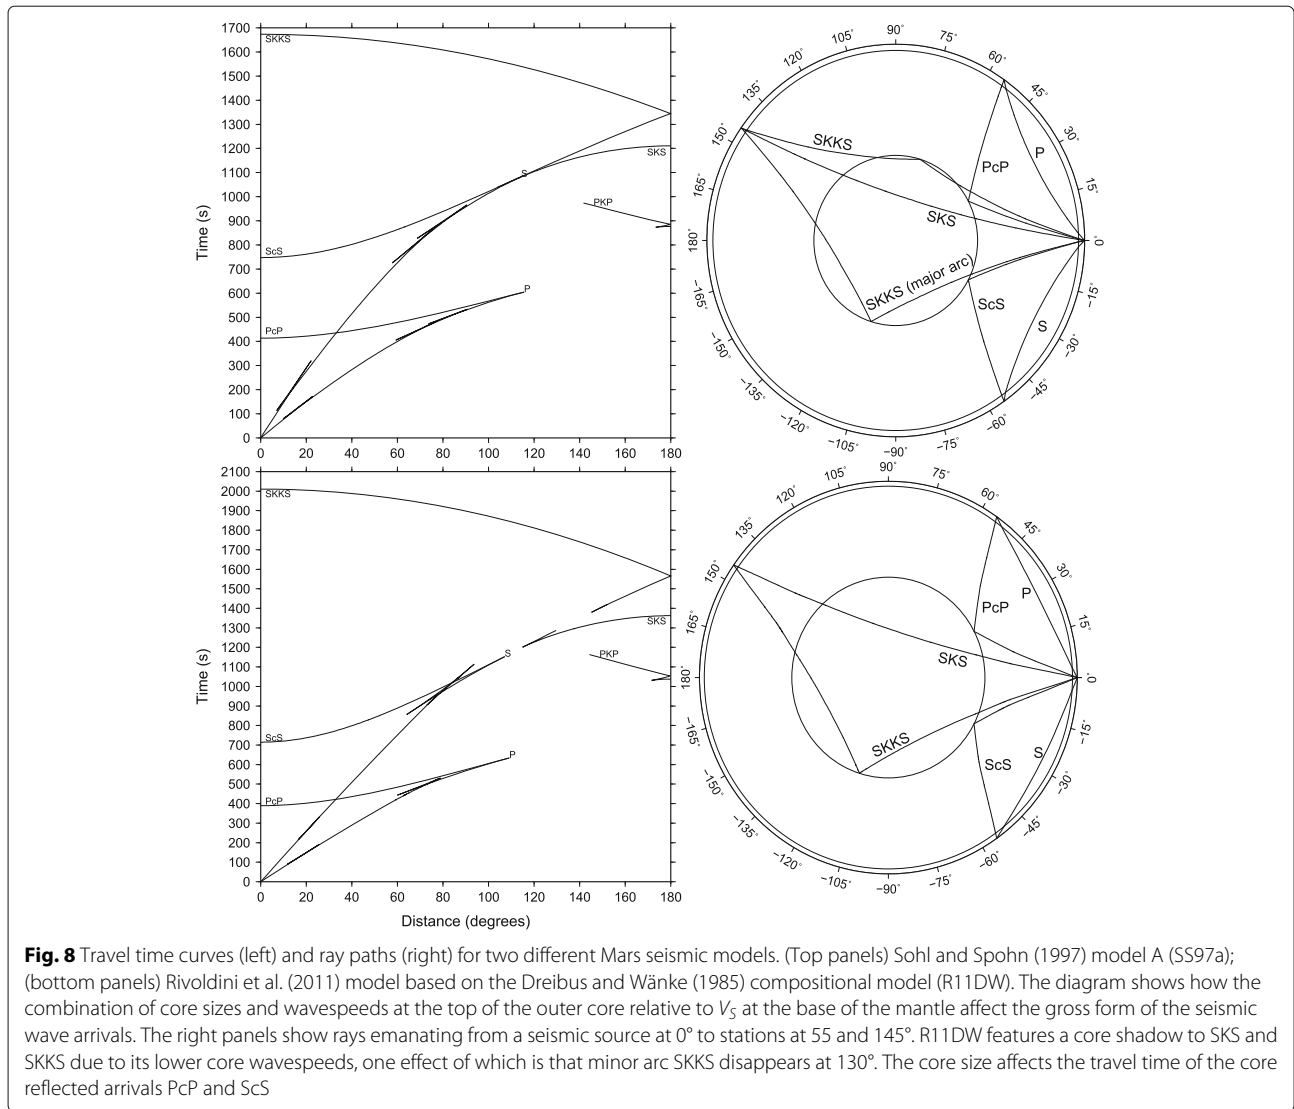 1700
1600
1500
1400
1300
1200
1100
1000
900
800
700
600
500
400
300
200
100
0
Time (s)
0 20 40 60 80 100 120 140 160 180
SKKS
SKS
S
PKP
ScS
P
PcP
90°
105° 75°
120° 60°
135° 45°
150° 30°
165° 15°
180° 0°
−165° −15°
−150° −30°
−135° −45°
−120° −60°
−105° −75°
−90°
SKKS
PcP
P
SKS
SKKS (major arc)
ScS
S
2100
2000
1900
1800
1700
1600
1500
1400
1300
1200
1100
1000
900
800
700
600
500
400
300
200
100
0
Time (s)
0 20 40 60 80 100 120 140 160 180
Distance (degrees)
SKKS
SKS
S
PKP
ScS
P
PcP
90°
105° 75°
120° 60°
135° 45°
150° 30°
165° 15°
180° 0°
−165° −15°
−150° −30°
−135° −45°
−120° −60°
−105° −75°
−90°
PcP
P
SKS
SKKS
ScS
S
Fig. 8 Travel time curves (left) and ray paths (right) for two different Mars seismic models. (Top panels) Sohl and Spohn (1997) model A (SS97a);
(bottom panels) Rivoldini et al. (2011) model based on the Dreibus and Wänke (1985) compositional model (R11DW). The diagram shows how the
combination of core sizes and wavespeeds at the top of the outer core relative to VS at the base of the mantle affect the gross form of the seismic
wave arrivals. The right panels show rays emanating from a seismic source at 0° to stations at 55 and 145°. R11DW features a core shadow to SKS and
SKKS due to its lower core wavespeeds, one effect of which is that minor arc SKKS disappears at 130°. The core size affects the travel time of the core
reflected arrivals PcP and ScS